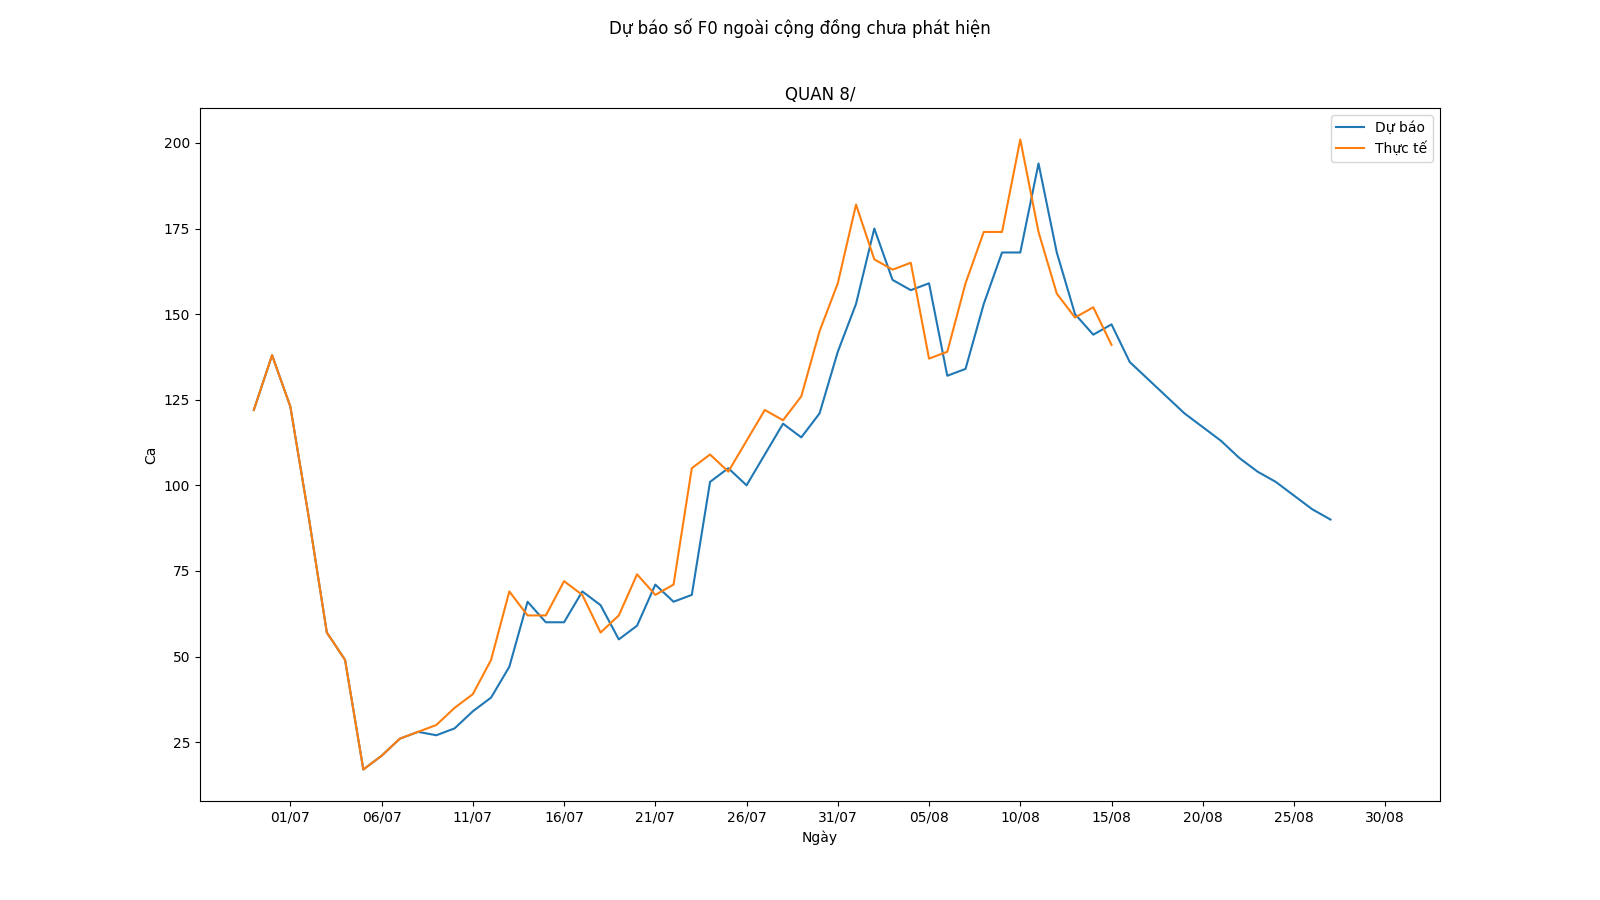 Dự báo số F0 ngoài cộng đồng chưa phát hiện
QUAN 8/
Dự báo
Thực tế
200
175
150
125
100
75
50
25
Ca
01/07 06/07 11/07 16/07 21/07 26/07 31/07 05/08 10/08 15/08 20/08 25/08 30/08
Ngày